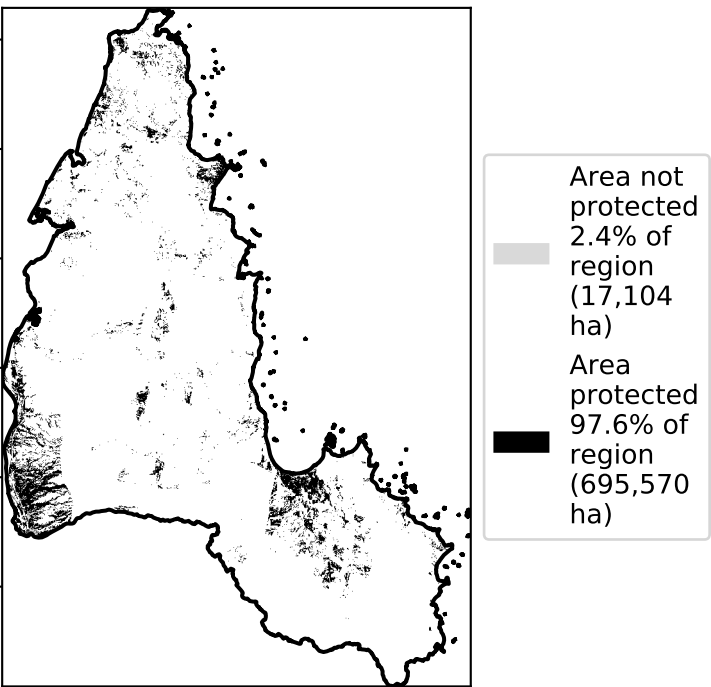 Area not
protected
2.4% of
region
(17,104
ha)
Area
protected
97.6% of
region
(695,570
ha)